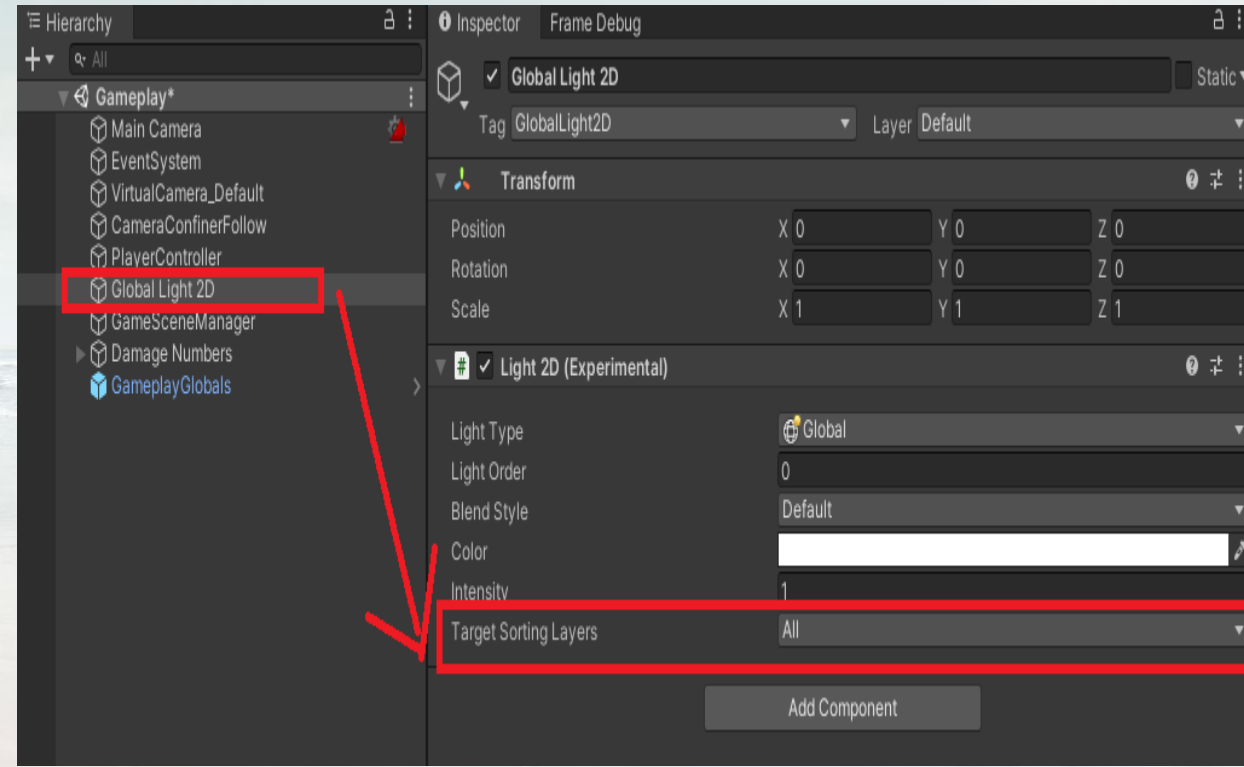 Hierarchy
All
Gameplay*
Main Camera
EventSystem
VirtualCamera_Default
CameraConfinerFollow
PlayerController
Global Light 2D
GameSceneManager
Damage Numbers
GameplayGlobals
Inspector Frame Debug
Global Light 2D Static
Tag GlobalLight2D Layer Default
Transform
Position X 0 Y 0 Z 0
Rotation X 0 Y 0 Z 0
Scale X 1 Y 1 Z 1
# Light 2D (Experimental)
Light Type Global
Light Order 0
Blend Style Default
Color
Intensity 1
Target Sorting Layers All
Add Component